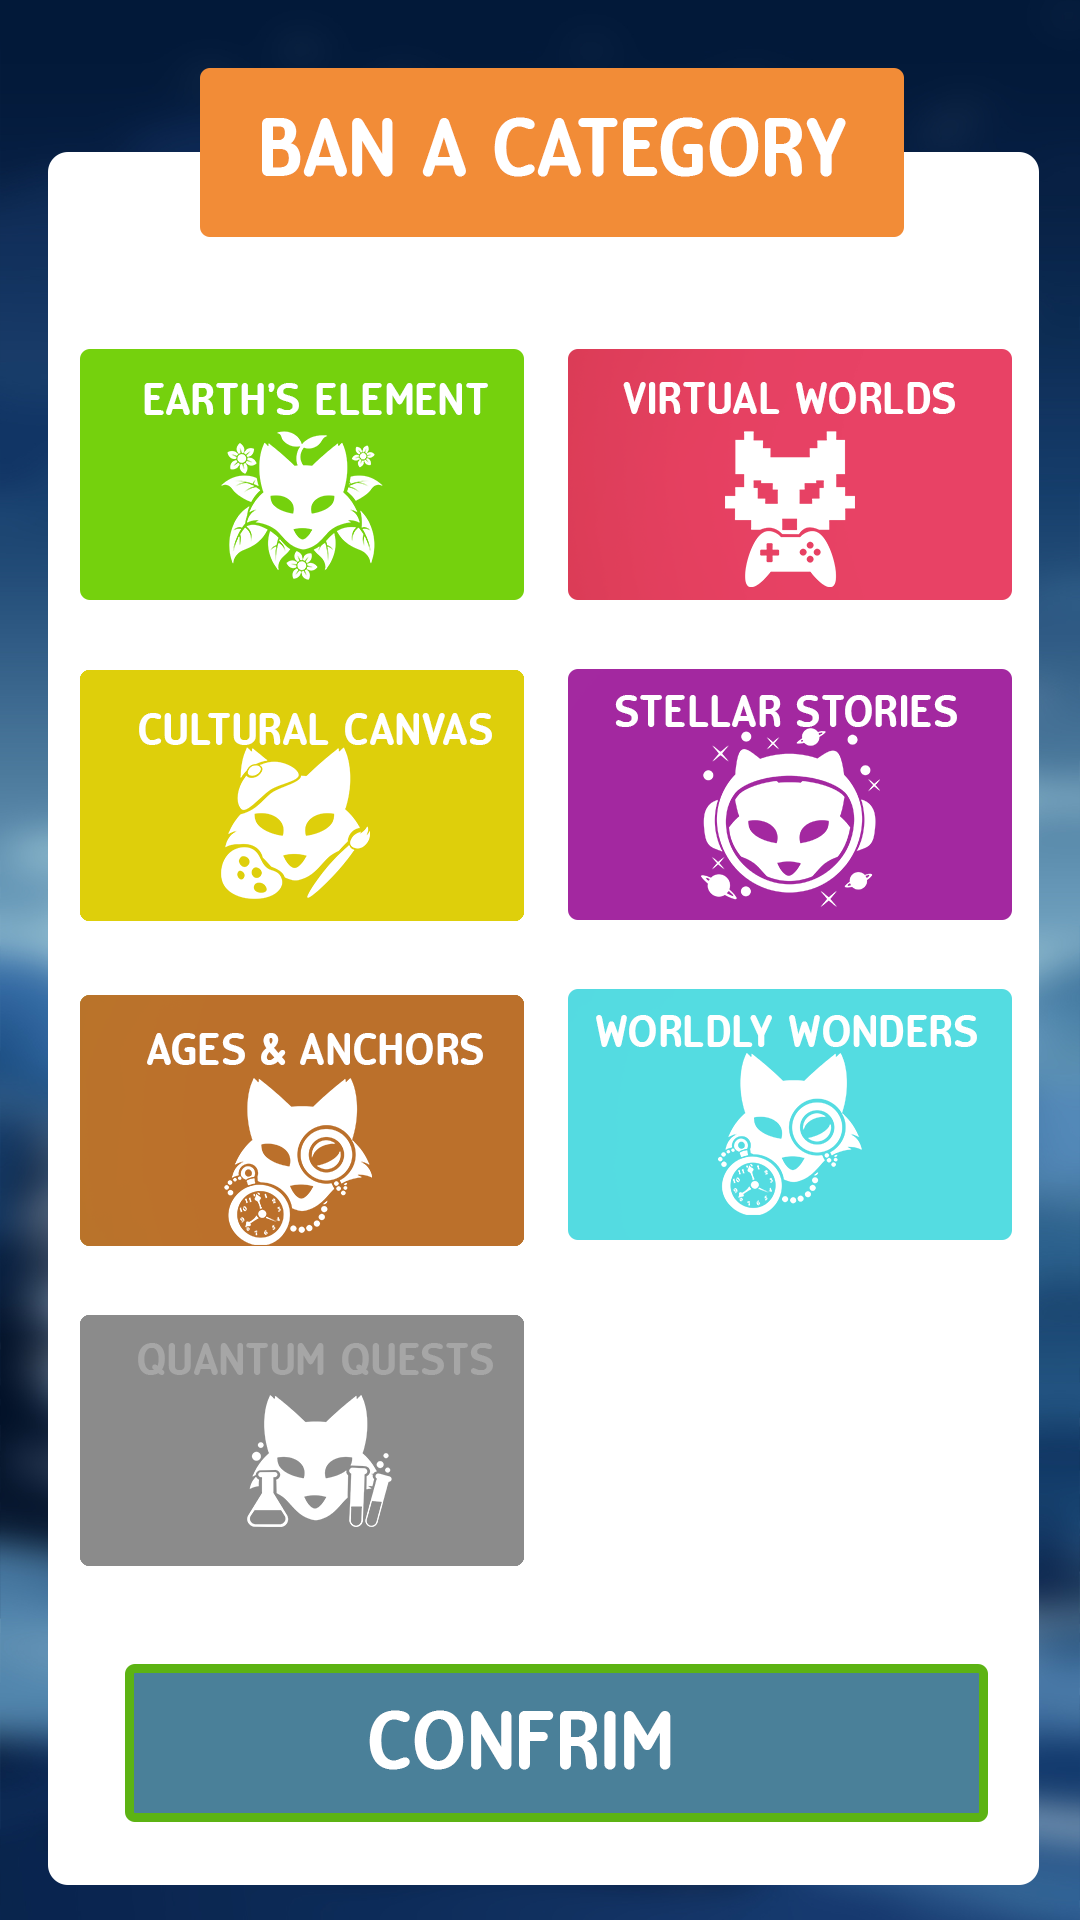 BAN A CATEGORY
EARTH'S ELEMENT
VIRTUAL WORLDS
CULTURAL CANVAS
STELLAR STORIES
AGES & ANCHORS
WORLDLY WONDERS
QUANTUM QUESTS
CONFRIM